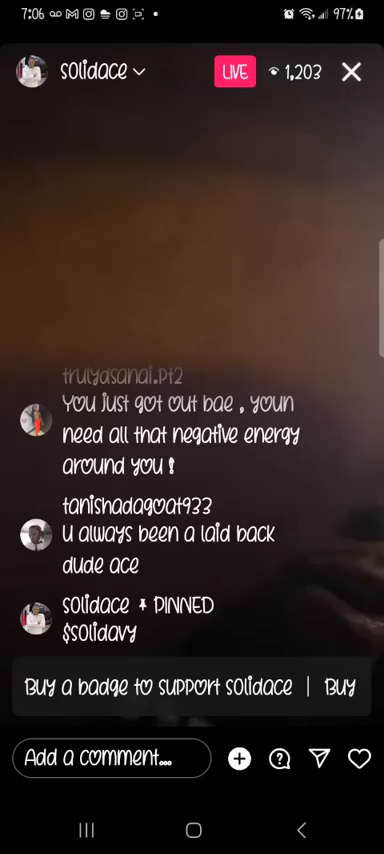 7:06
97%
solidace
LIVE
1,203
trulydsanai.pt2
You just got out bae , youn
need all that negative energy
around you !
tanishadagoat933
U always been a laid back
dude ace
solidace PINNED
$solidavy
Buy a badge to support solidace | Buy
Add a comment...